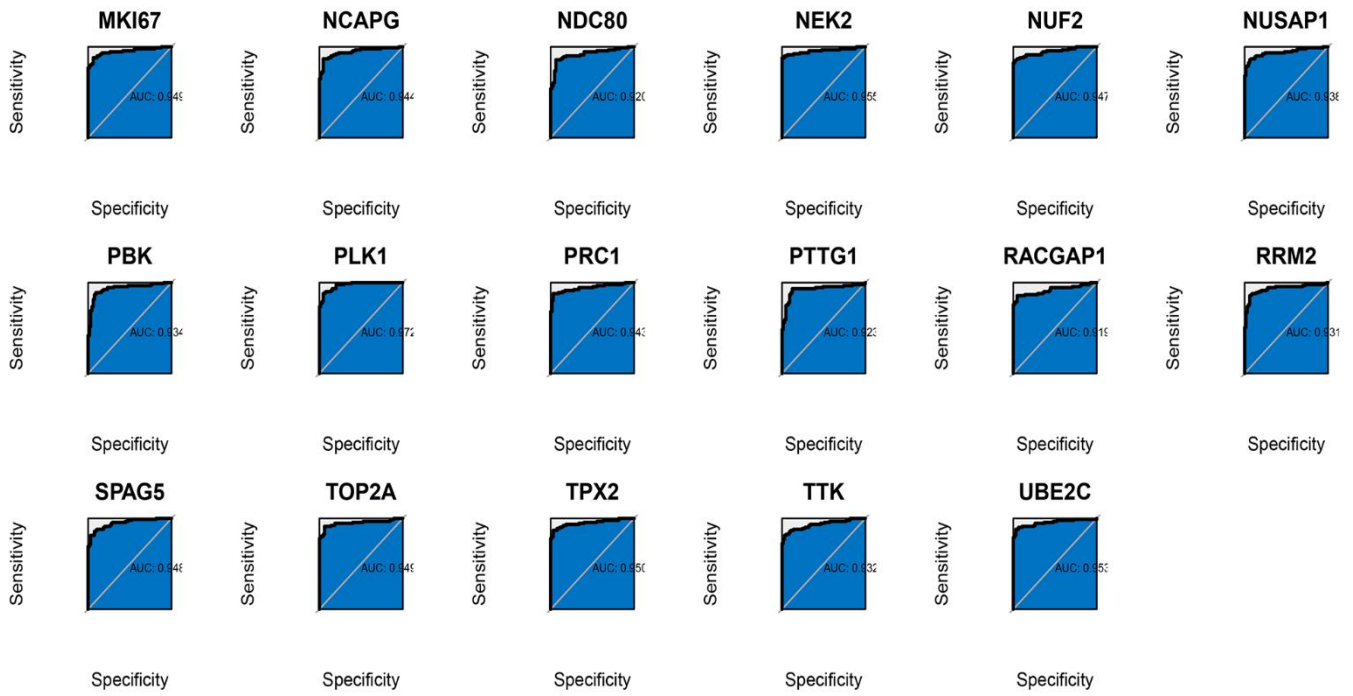 MKI67 NCAPG NDC80 NEK2 NUF2 NUSAP1
Sensitivity Sensitivity Sensitivity Sensitivity Sensitivity Sensitivity
AUC: 0.949 AUC: 0.944 AUC: 0.920 AUC: 0.955 AUC: 0.947 AUC: 0.938
Specificity Specificity Specificity Specificity Specificity Specificity
PBK PLK1 PRC1 PTTG1 RACGAP1 RRM2
Sensitivity Sensitivity Sensitivity Sensitivity Sensitivity Sensitivity
AUC: 0.934 AUC: 0.972 AUC: 0.943 AUC: 0.923 AUC: 0.919 AUC: 0.931
Specificity Specificity Specificity Specificity Specificity Specificity
SPAG5 TOP2A TPX2 TTK UBE2C
Sensitivity Sensitivity Sensitivity Sensitivity Sensitivity
AUC: 0.948 AUC: 0.949 AUC: 0.950 AUC: 0.932 AUC: 0.953
Specificity Specificity Specificity Specificity Specificity